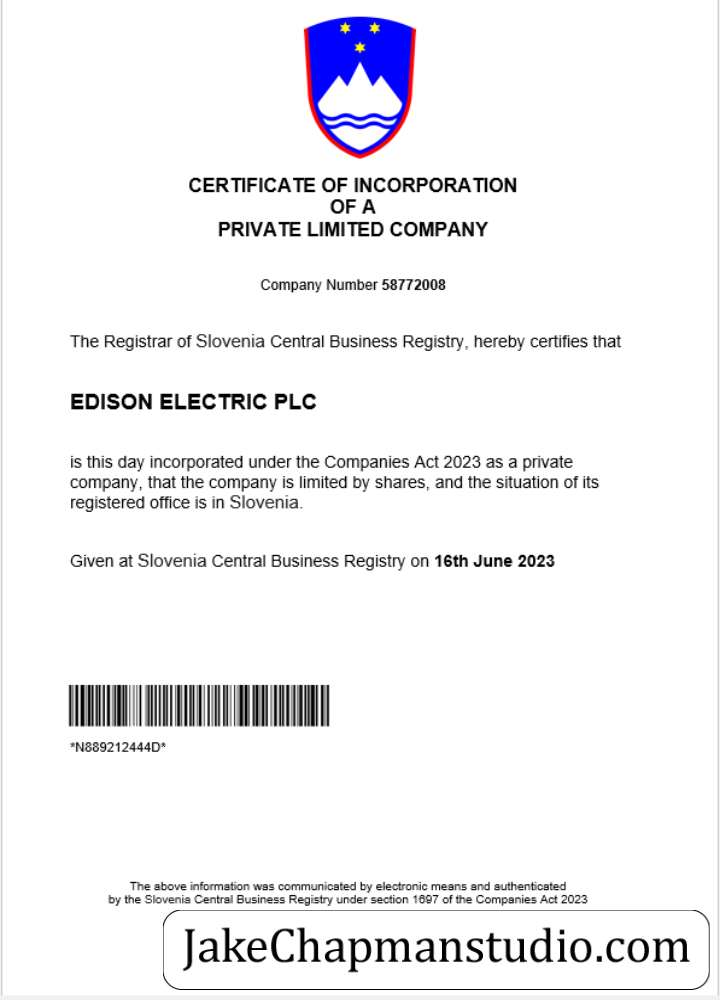 CERTIFICATE OF INCORPORATION
OF A
PRIVATE LIMITED COMPANY
Company Number 58772008
The Registrar of Slovenia Central Business Registry, hereby certifies that
EDISON ELECTRIC PLC
is this day incorporated under the Companies Act 2023 as a private
company, that the company is limited by shares, and the situation of its
registered office is in Slovenia.
Given at Slovenia Central Business Registry on 16th June 2023
*N889212444D*
The above information was communicated by electronic means and authenticated
by the Slovenia Central Business Registry under section 1697 of the Companies Act 2023
JakeChapmanstudio.com